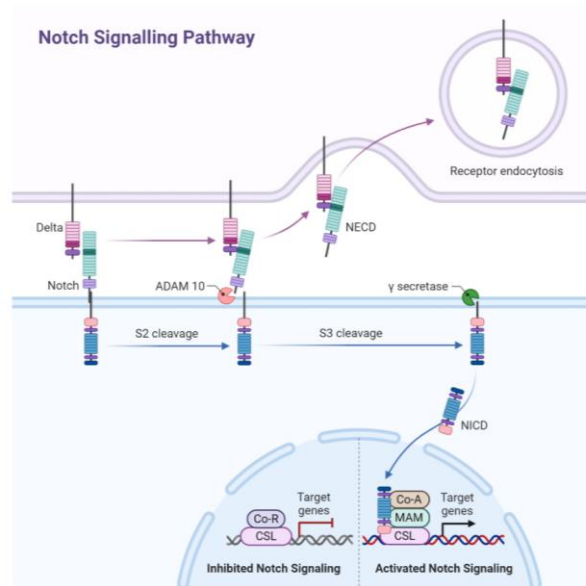 Notch Signalling Pathway
Receptor endocytosis
Delta
NECD
Notch
ADAM 10
γ secretase
S2 cleavage
S3 cleavage
NICD
Co-R
CSL
Target
genes
Co-A
MAM
CSL
Target
genes
Inhibited Notch Signaling
Activated Notch Signaling